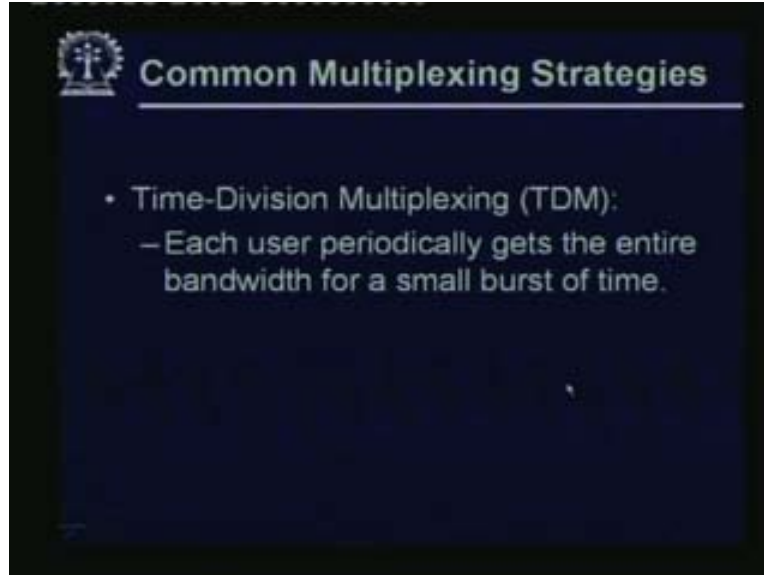 Common Multiplexing Strategies
• Time-Division Multiplexing (TDM):
– Each user periodically gets the entire
bandwidth for a small burst of time.